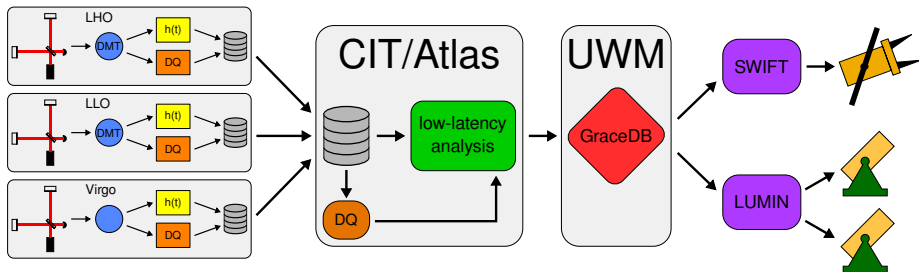 LHO
DMT
h(t)
DQ
LLO
DMT
h(t)
DQ
Virgo
h(t)
DQ
CIT/Atlas
low-latency
analysis
DQ
UWM
GraceDB
SWIFT
LUMIN